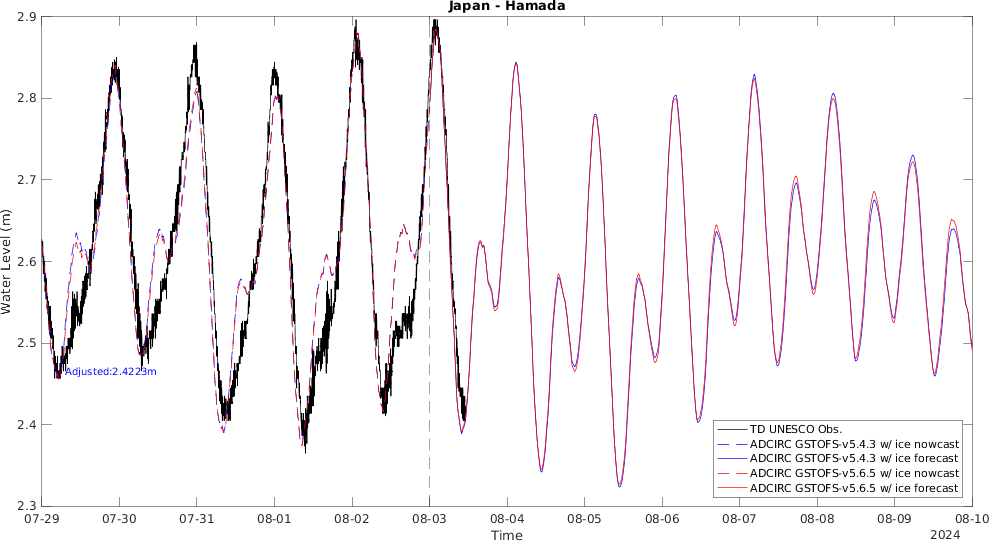 Japan - Hamada
2.9
2.8
2.7
2.6
2.5
2.4
2.3
Water Level (m)
Adjusted:2.4223m
TD UNESCO Obs.
ADCIRC GSTOFS-v5.4.3 w/ ice nowcast
ADCIRC GSTOFS-v5.4.3 w/ ice forecast
ADCIRC GSTOFS-v5.6.5 w/ ice nowcast
ADCIRC GSTOFS-v5.6.5 w/ ice forecast
07-29 07-30 07-31 08-01 08-02 08-03 08-04 08-05 08-06 08-07 08-08 08-09 08-10
Time
2024